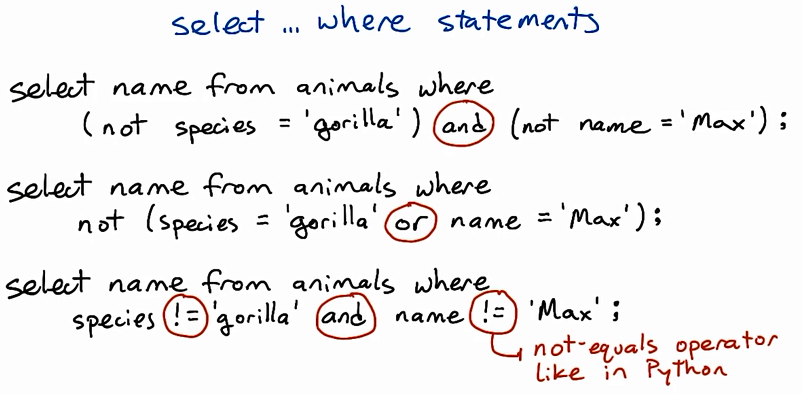 select ... where statements
select name from animals where
(not species = 'gorilla') and (not name = 'Max');
select name from animals where
not (species = 'gorilla' or name = 'Max');
select name from animals where
species != 'gorilla' and name != 'Max';
not-equals operator
like in Python